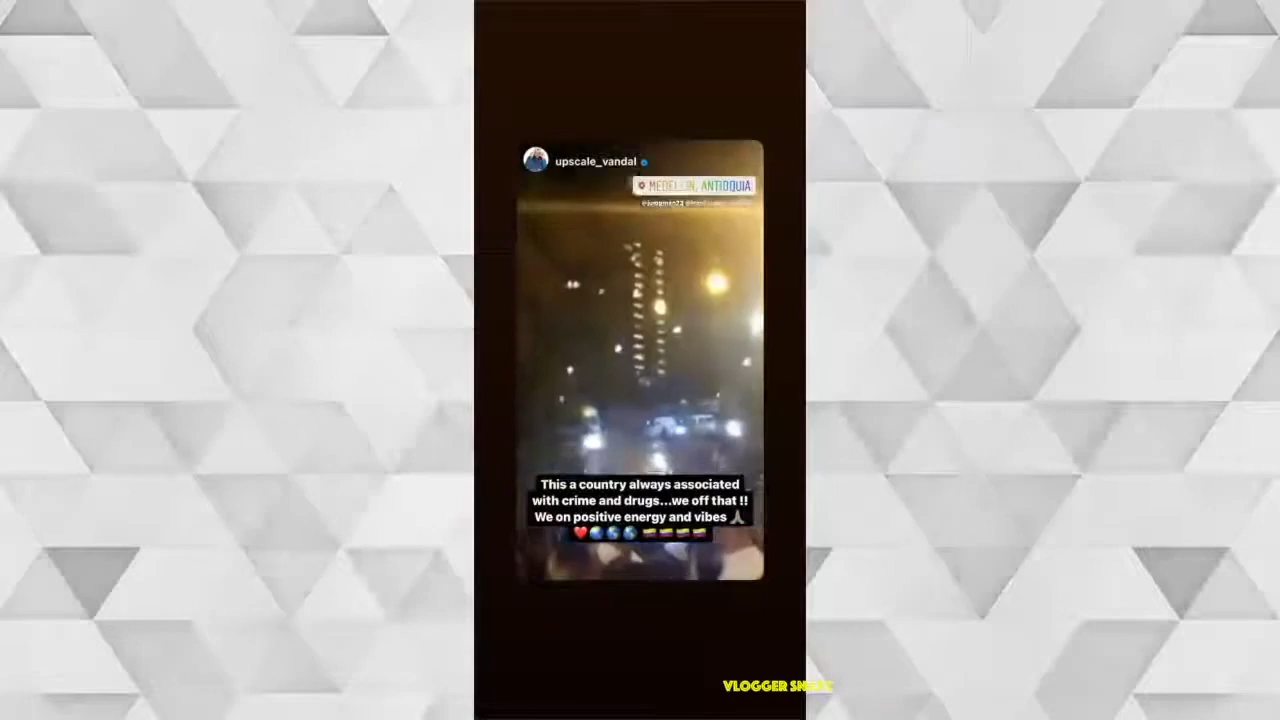 upscale_vandal
MEDELLIN, ANTIOQUIA
This a country always associated
with crime and drugs...we off that !!
We on positive energy and vibes 🙏🏿
❤️🌏🌎🌎 🇨🇴🇨🇴🇨🇴🇨🇴
VLOGGER